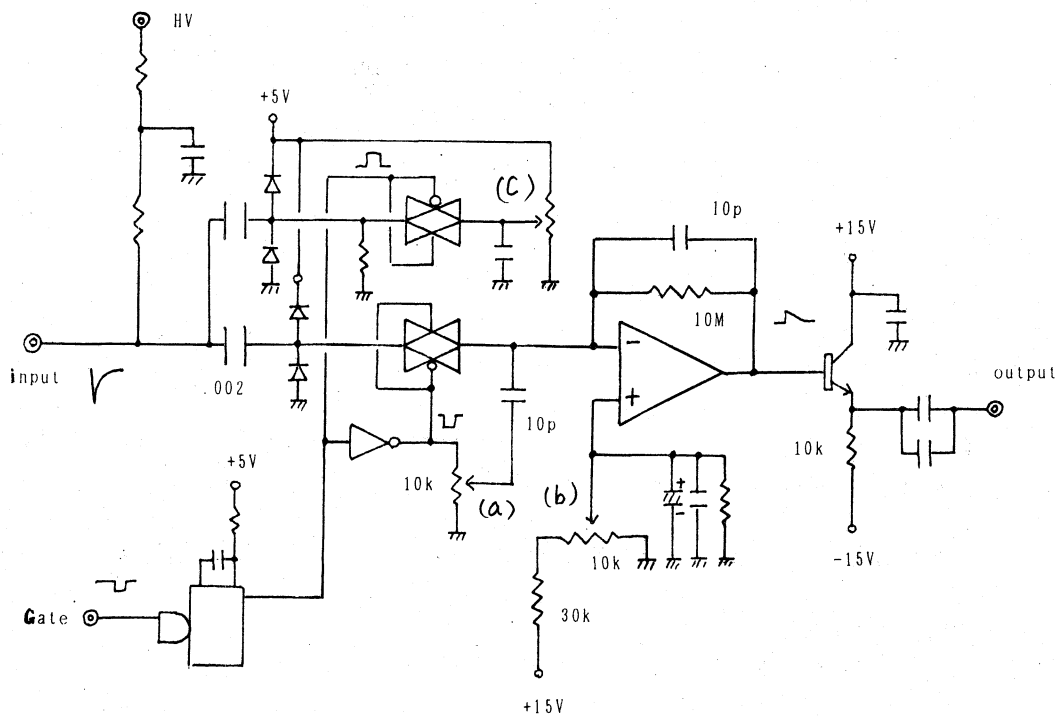 HV
+5V
(C)
10p
+15V
10M
input
.002
−
+
output
10p
10k
+5V
10k
(a)
(b)
+
−
10k
-15V
Gate
30k
+15V